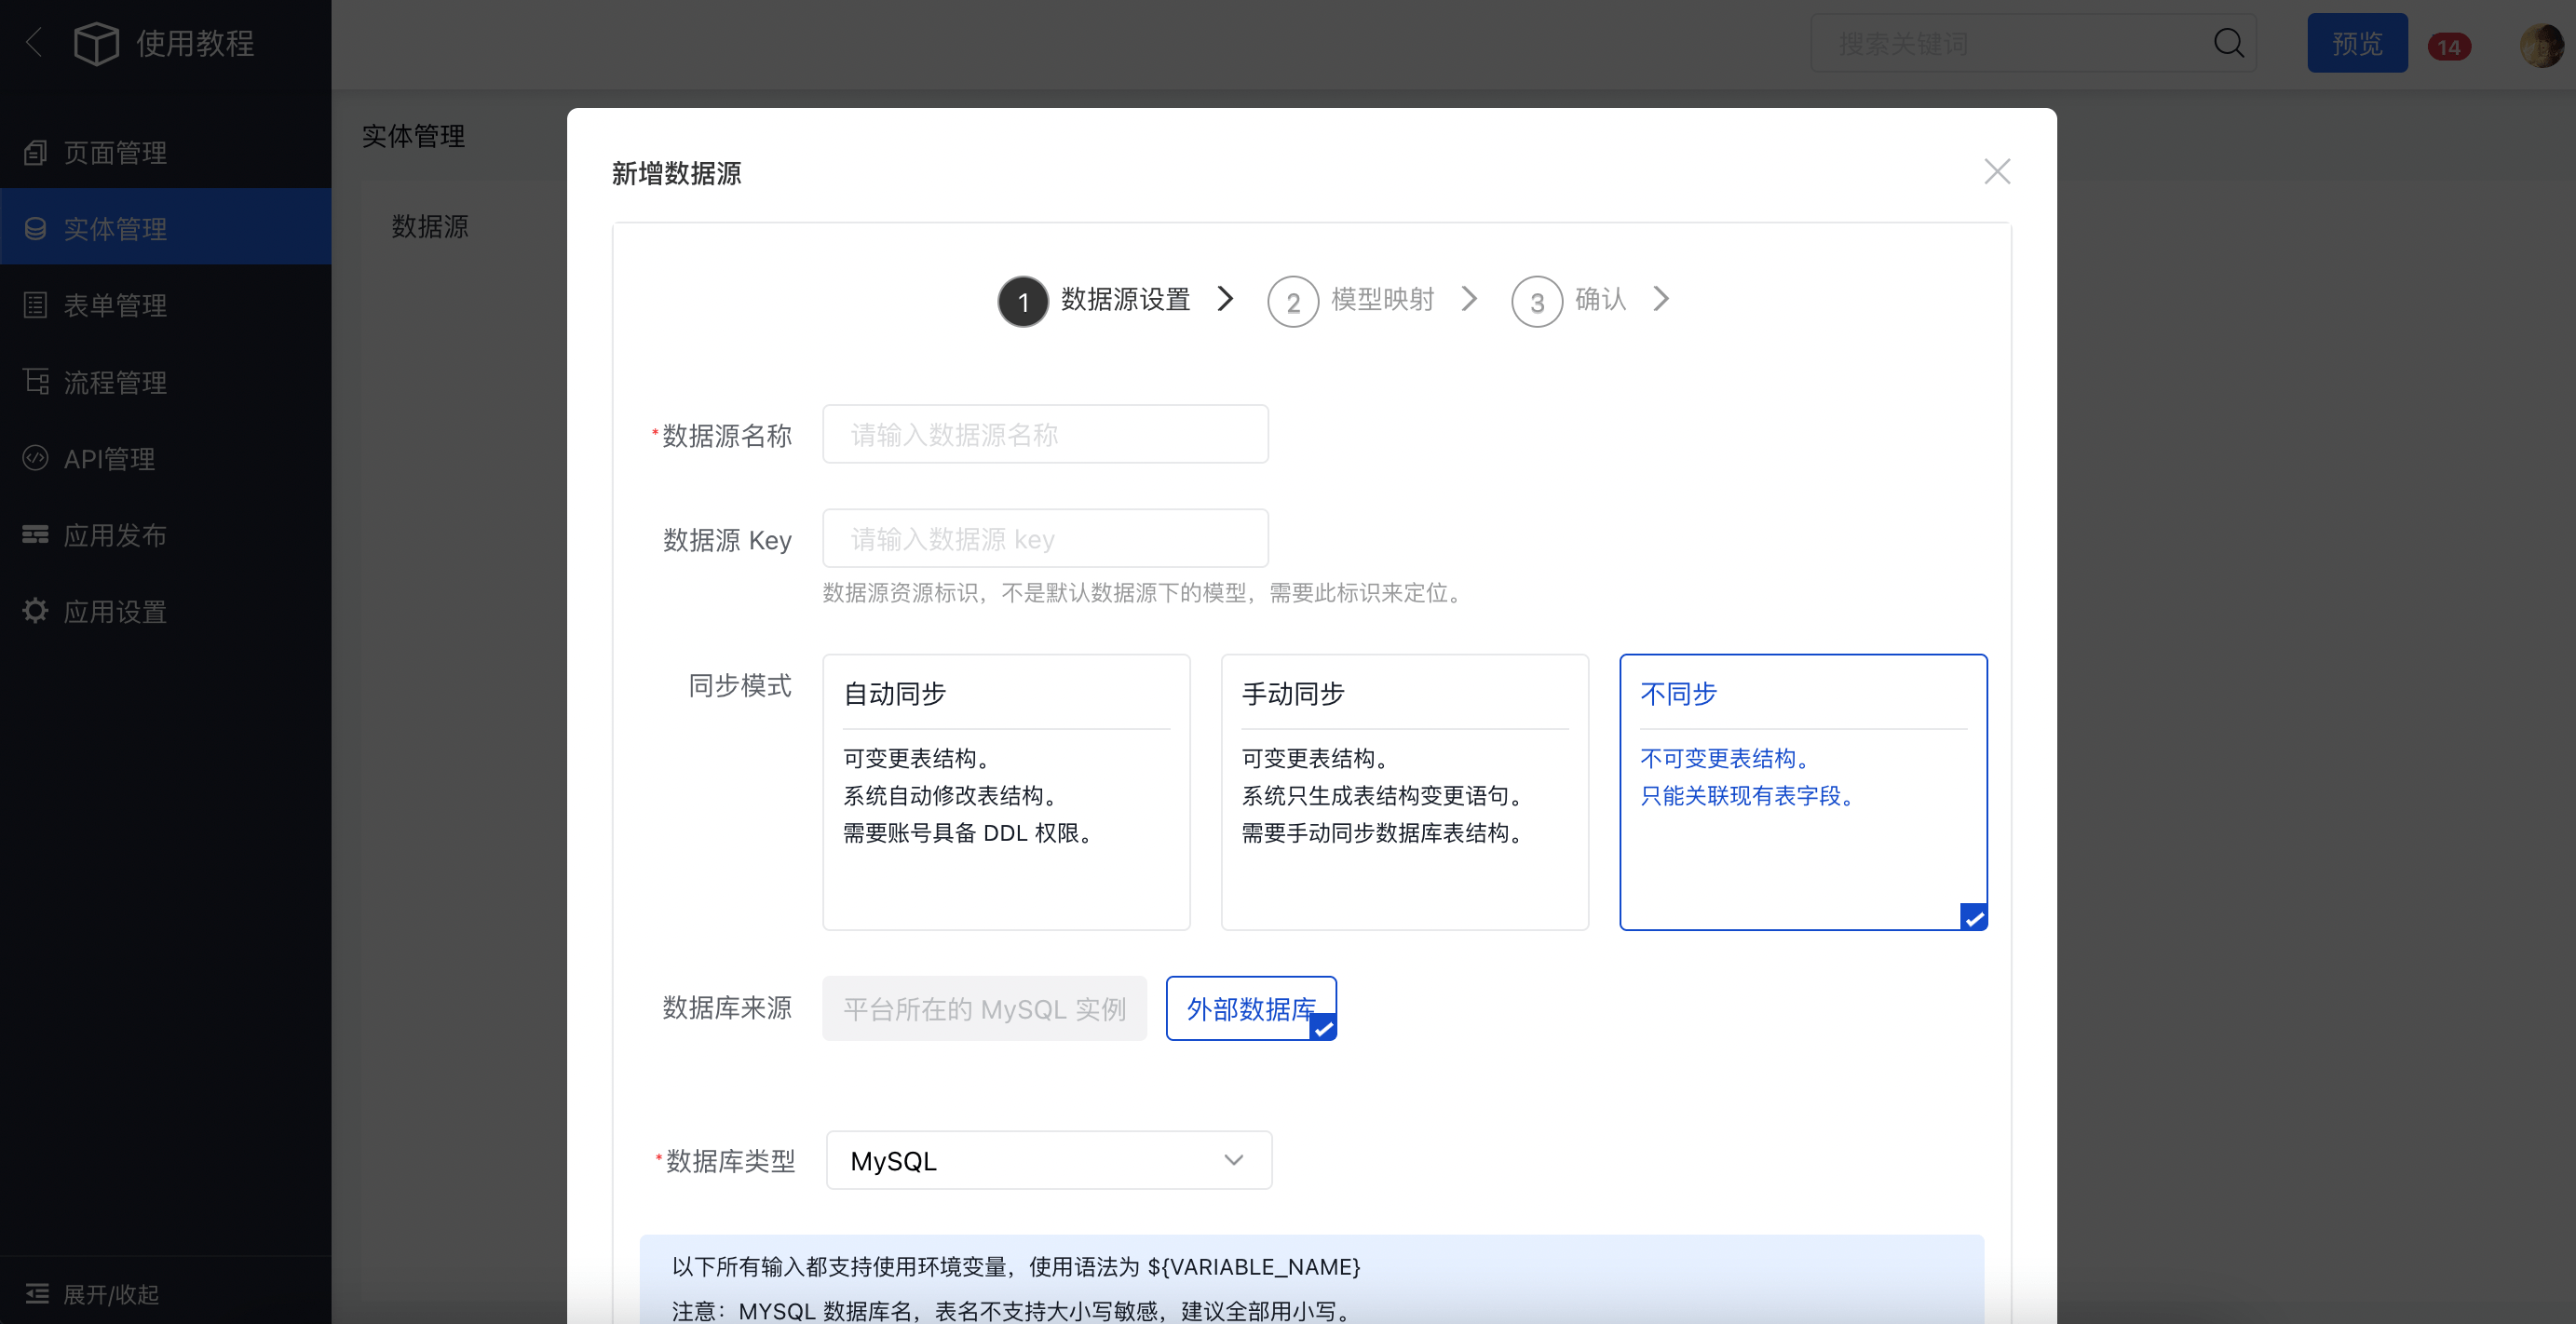 使用教程
搜索关键词
预览
14
页面管理
实体管理
表单管理
流程管理
API管理
应用发布
应用设置
展开/收起
实体管理
数据源
新增数据源
1 数据源设置
2 模型映射
3 确认
*数据源名称 请输入数据源名称
数据源 Key 请输入数据源 key
数据源资源标识，不是默认数据源下的模型，需要此标识来定位。
同步模式
自动同步
可变更表结构。
系统自动修改表结构。
需要账号具备 DDL 权限。
手动同步
可变更表结构。
系统只生成表结构变更语句。
需要手动同步数据库表结构。
不同步
不可变更表结构。
只能关联现有表字段。
数据库来源 平台所在的 MySQL 实例 外部数据库
*数据库类型 MySQL
以下所有输入都支持使用环境变量，使用语法为 ${VARIABLE_NAME}
注意：MYSQL 数据库名，表名不支持大小写敏感，建议全部用小写。